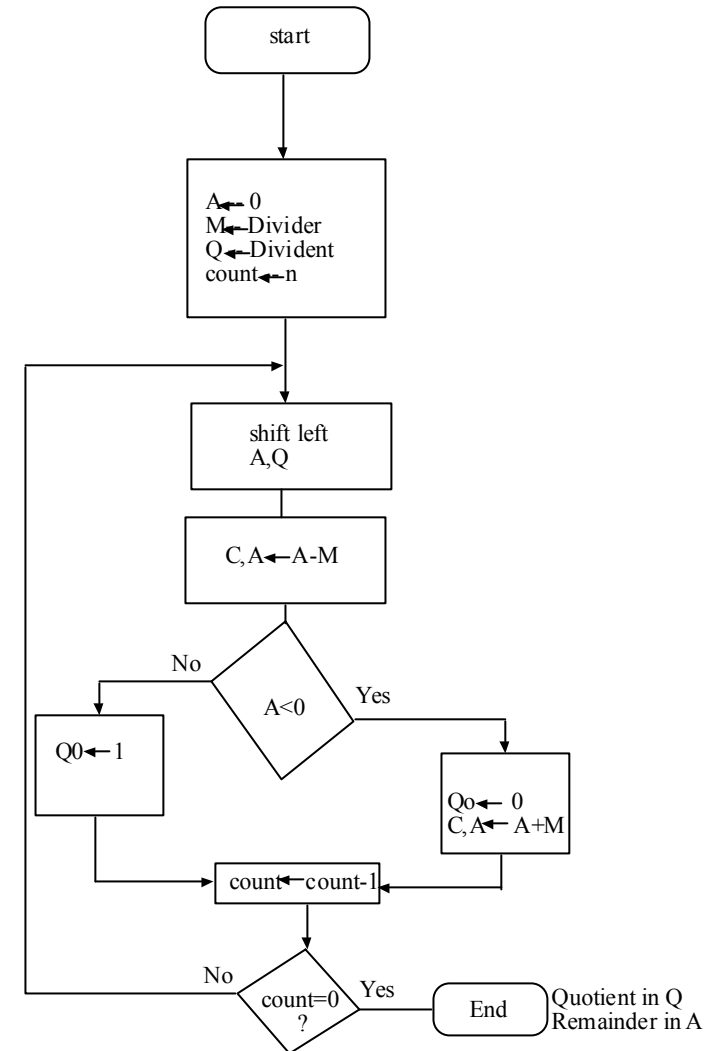 start
A← 0
M←Divider
Q←Divident
count←n
shift left
A,Q
C,A←A-M
No
A<0
Yes
Q0← 1
Qo← 0
C,A← A+M
count←count-1
No
count=0
?
Yes
End
Quotient in Q
Remainder in A